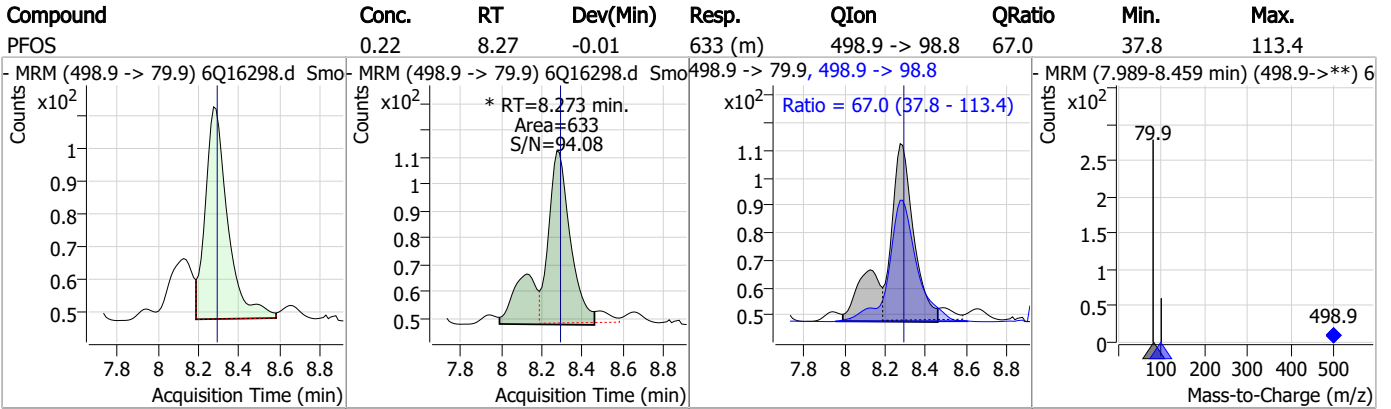 Compound Conc. RT Dev(Min) Resp. QIon QRatio Min. Max.
PFOS 0.22 8.27 -0.01 633 (m) 498.9 -> 98.8 67.0 37.8 113.4
- MRM (498.9 -> 79.9) 6Q16298.d Smo
Counts
x10²
1
0.9
0.8
0.7
0.6
0.5
7.8 8 8.2 8.4 8.6 8.8
Acquisition Time (min)
- MRM (498.9 -> 79.9) 6Q16298.d Smo
Counts
x10²
* RT=8.273 min.
Area=633
S/N=94.08
1.1
1
0.9
0.8
0.7
0.6
0.5
7.8 8 8.2 8.4 8.6 8.8
Acquisition Time (min)
498.9 -> 79.9, 498.9 -> 98.8
x10²
Ratio = 67.0 (37.8 - 113.4)
1.1
1
0.9
0.8
0.7
0.6
0.5
7.8 8 8.2 8.4 8.6 8.8
Acquisition Time (min)
- MRM (7.989-8.459 min) (498.9->**) 6
Counts
x10²
79.9
2.5
2
1.5
1
0.5
0
498.9
100 200 300 400 500
Mass-to-Charge (m/z)